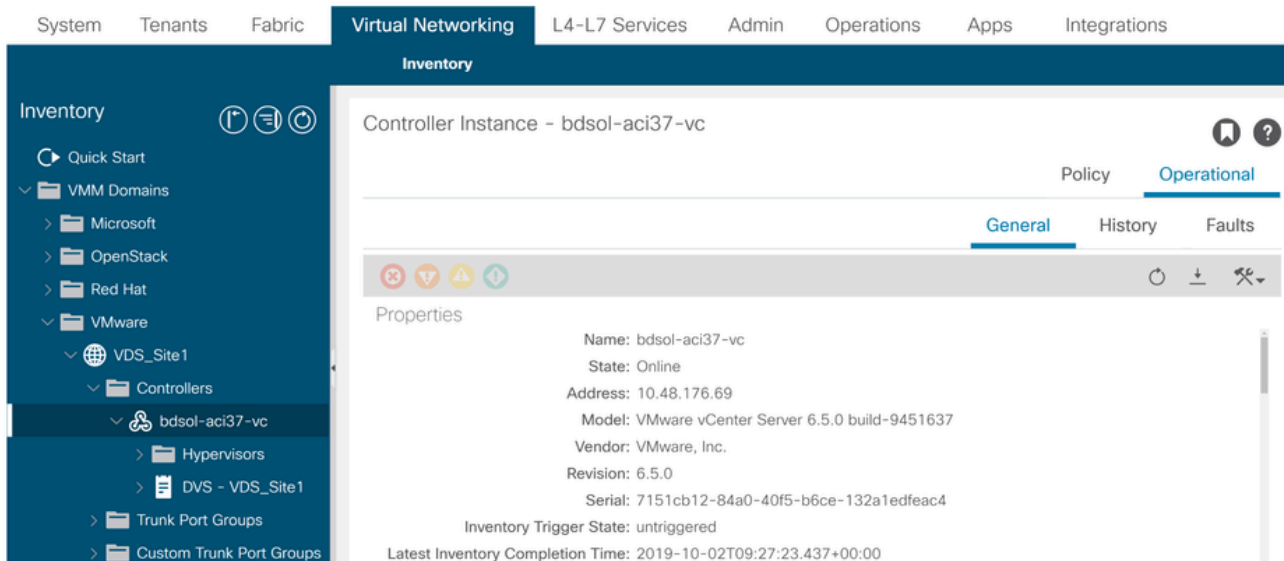 System Tenants Fabric Virtual Networking L4-L7 Services Admin Operations Apps Integrations
Inventory
Inventory
Quick Start
VMM Domains
Microsoft
OpenStack
Red Hat
VMware
VDS_Site1
Controllers
bdsol-aci37-vc
Hypervisors
DVS - VDS_Site1
Trunk Port Groups
Custom Trunk Port Groups
Controller Instance - bdsol-aci37-vc
Policy Operational
General History Faults
Properties
Name: bdsol-aci37-vc
State: Online
Address: 10.48.176.69
Model: VMware vCenter Server 6.5.0 build-9451637
Vendor: VMware, Inc.
Revision: 6.5.0
Serial: 7151cb12-84a0-40f5-b6ce-132a1edfeac4
Inventory Trigger State: untriggered
Latest Inventory Completion Time: 2019-10-02T09:27:23.437+00:00